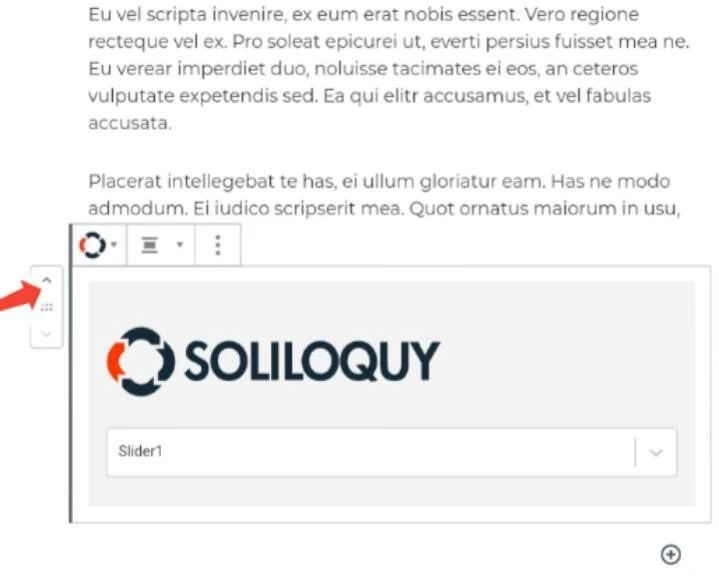 Eu vel scripta invenire, ex eum erat nobis essent. Vero regione
recteque vel ex. Pro soleat epicurei ut, everti persius fuisset mea ne.
Eu verear imperdiet duo, noluisse tacimates ei eos, an ceteros
vulputate expetendis sed. Ea qui elitr accusamus, et vel fabulas
accusata.
Placerat intellegebat te has, ei ullum gloriatur eam. Has ne modo
admodum. Ei iudico scripserit mea. Quot ornatus maiorum in usu,
SOLILOQUY
Slider1